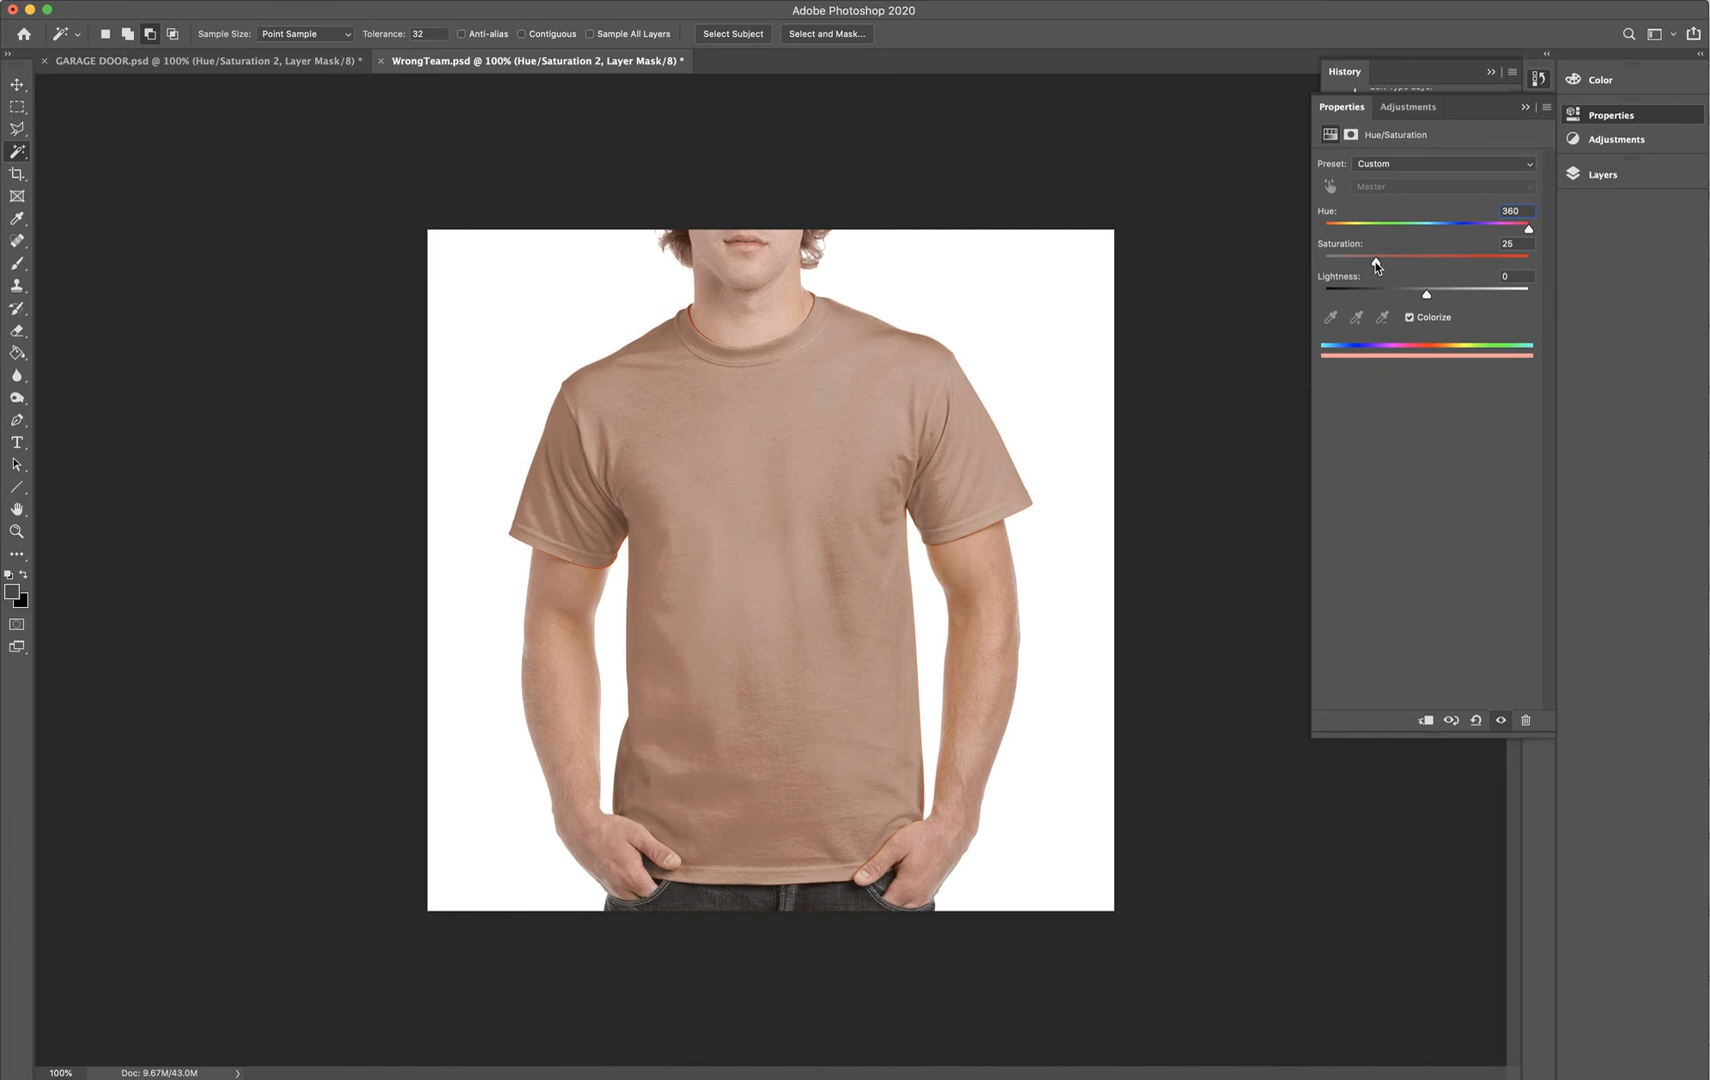 Adobe Photoshop 2020
Sample Size: Point Sample Tolerance: 32 Anti-alias Contiguous Sample All Layers Select Subject Select and Mask...
GARAGE DOOR.psd @ 100% (Hue/Saturation 2, Layer Mask/8) * WrongTeam.psd @ 100% (Hue/Saturation 2, Layer Mask/8) *
History
Properties Adjustments
Hue/Saturation
Preset: Custom
Master
Hue: 360
Saturation: 25
Lightness: 0
Colorize
Color
Properties
Adjustments
Layers
100% Doc: 9.67M/43.0M